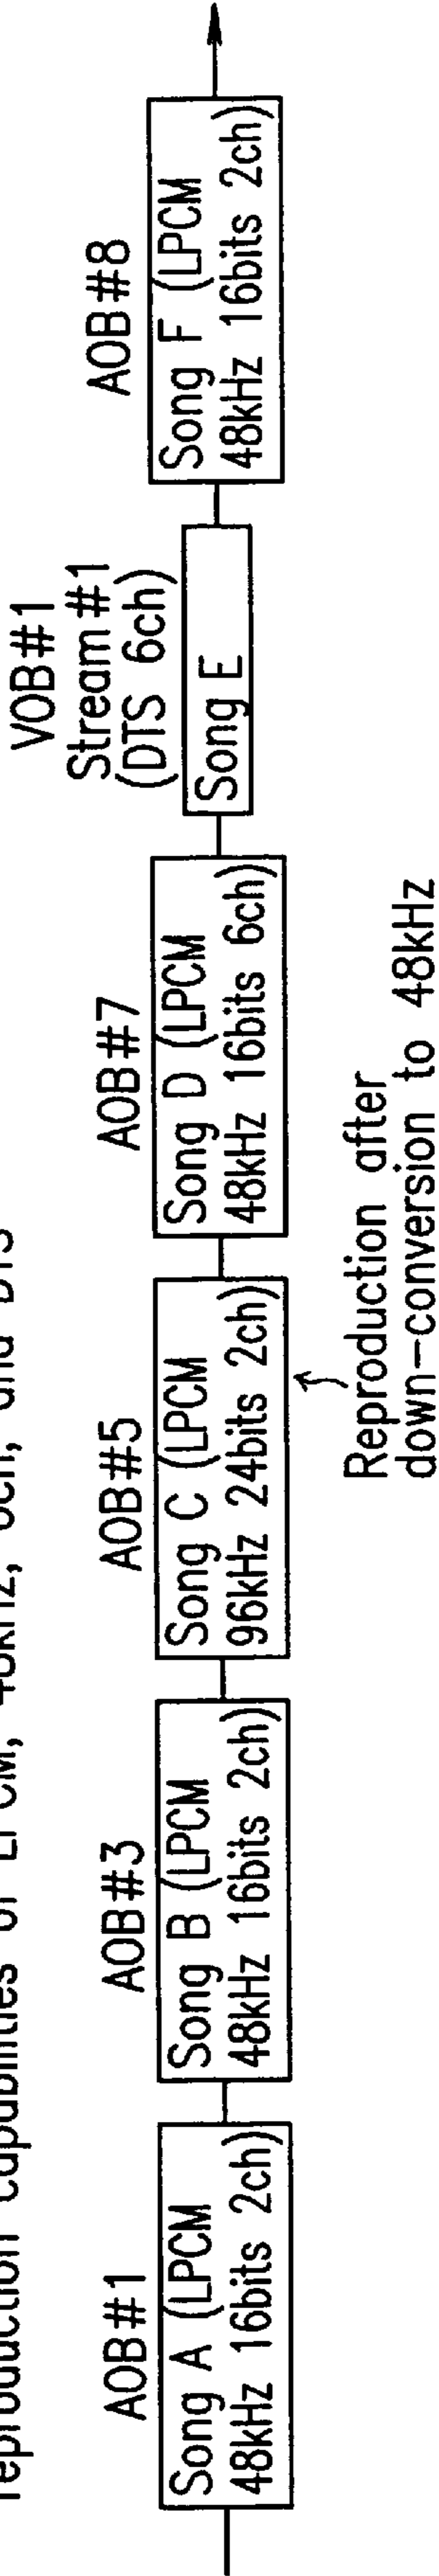 reproduction capabilities of LPCM, 48kHz, 6ch, and DTS
AOB#1
Song A (LPCM
48kHz 16bits 2ch)
AOB#3
Song B (LPCM
48kHz 16bits 2ch)
AOB#5
Song C (LPCM
96kHz 24bits 2ch)
Reproduction after
down-conversion to 48kHz
AOB#7
Song D (LPCM
48kHz 16bits 6ch)
VOB#1
Stream#1
(DTS 6ch)
Song E
AOB#8
Song F (LPCM
48kHz 16bits 2ch)